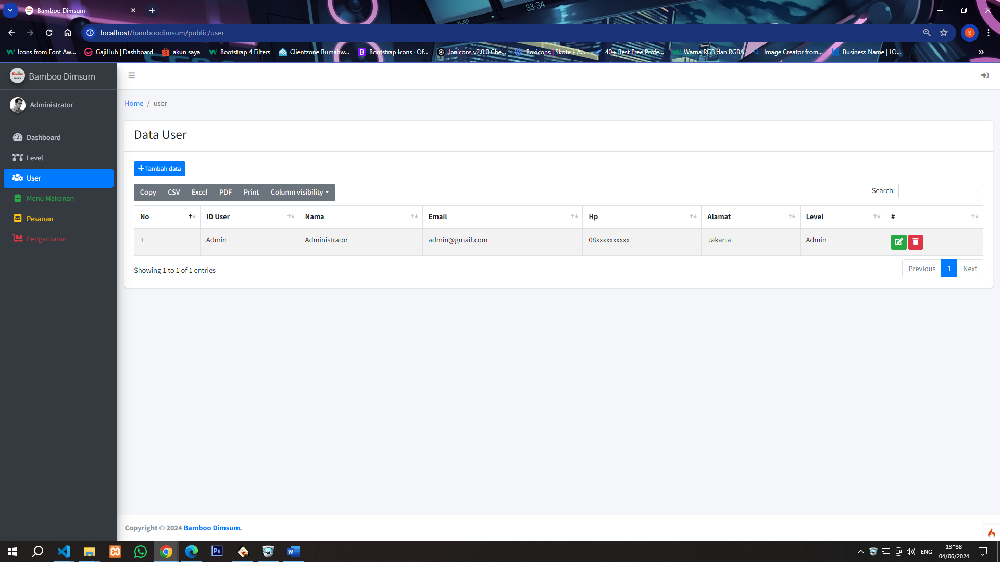 Bamboo Dimsum
33-34
localhost/bamboodimsum/public/user
S
Icons from Font Aw...
GajiHub | Dashboard
akun saya
Bootstrap 4 Filters
Clientzone Rumahw...
Bootstrap Icons · Of...
Ionicons v2.0.0 Che...
Boxicons | Skote - A...
40+ Best Free Profe...
Warna RGB dan RGBA
Image Creator from...
Business Name | LO...
Bamboo Dimsum
Administrator
Dashboard
Level
User
Menu Makanan
Pesanan
Pengantaran
Home / user
Data User
Tambah data
Copy CSV Excel PDF Print Column visibility
Search:
No ID User Nama Email Hp Alamat Level #
1 Admin Administrator admin@gmail.com 08xxxxxxxxxx Jakarta Admin
Showing 1 to 1 of 1 entries
Previous 1 Next
Copyright © 2024 Bamboo Dimsum.
Ps
ENG
13□38
04/06/2024